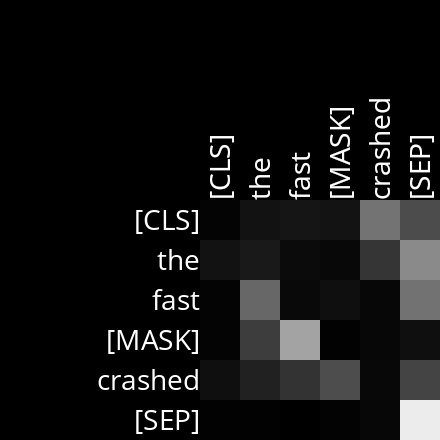 [CLS]
the
fast
[MASK]
crashed
[SEP]
[CLS]
the
fast
[MASK]
crashed
[SEP]